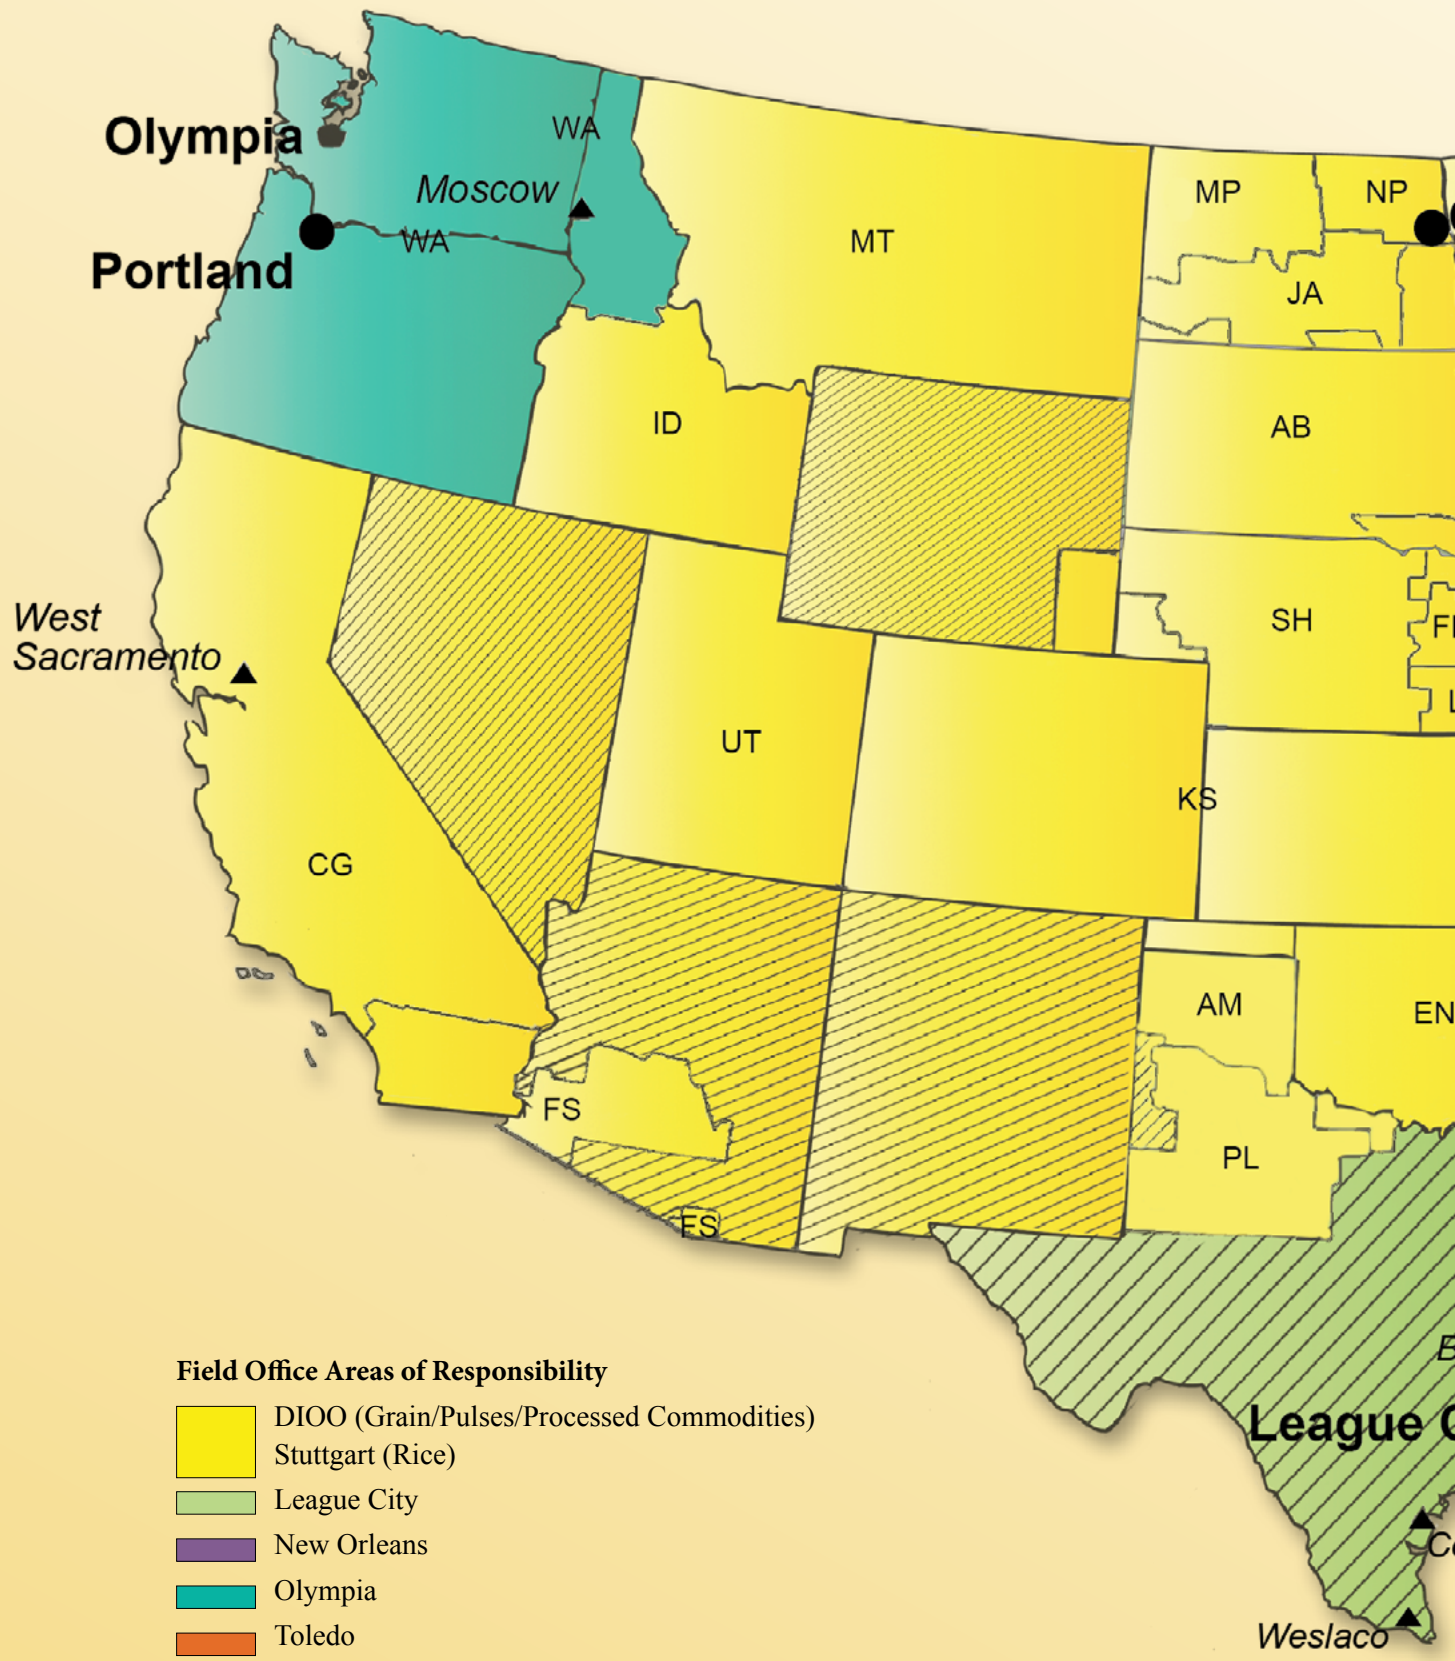 WA
Olympia
Moscow
MP
NP
WA
MT
Portland
JA
ID
AB
West
Sacramento
SH
UT
KS
CG
AM
EN
FS
PL
FS
League
Weslaco
Field Office Areas of Responsibility
DIOO (Grain/Pulses/Processed Commodities)
Stuttgart (Rice)
League City
New Orleans
Olympia
Toledo